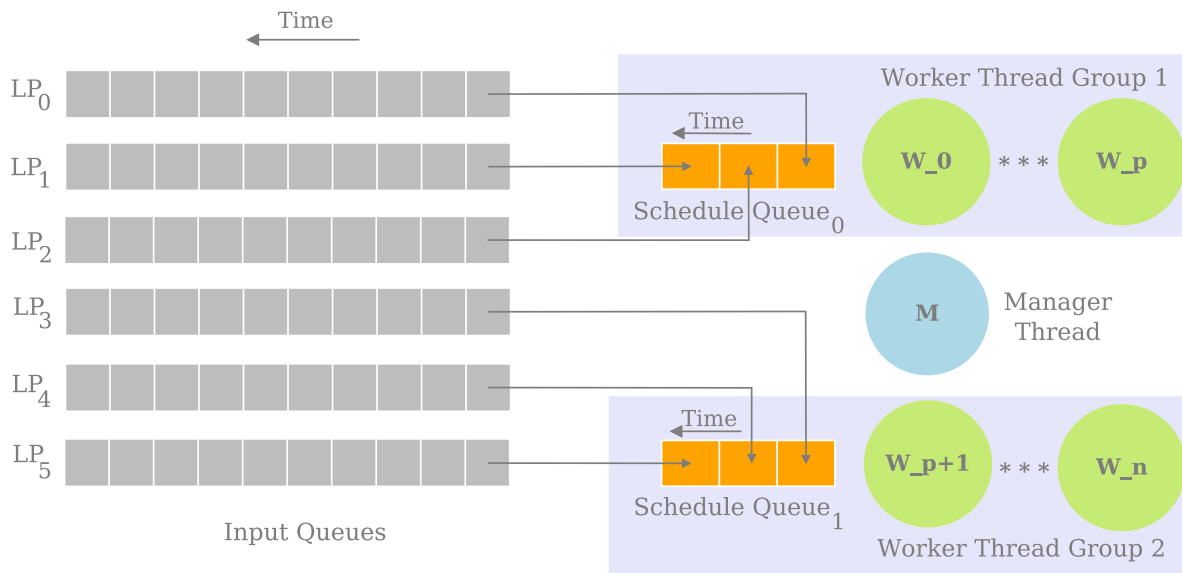 Time
LP0
LP1
LP2
LP3
LP4
LP5
Input Queues
Worker Thread Group 1
Time
Schedule Queue0
W_0
***
W_p
M
Manager
Thread
Time
Schedule Queue1
W_p+1
***
W_n
Worker Thread Group 2